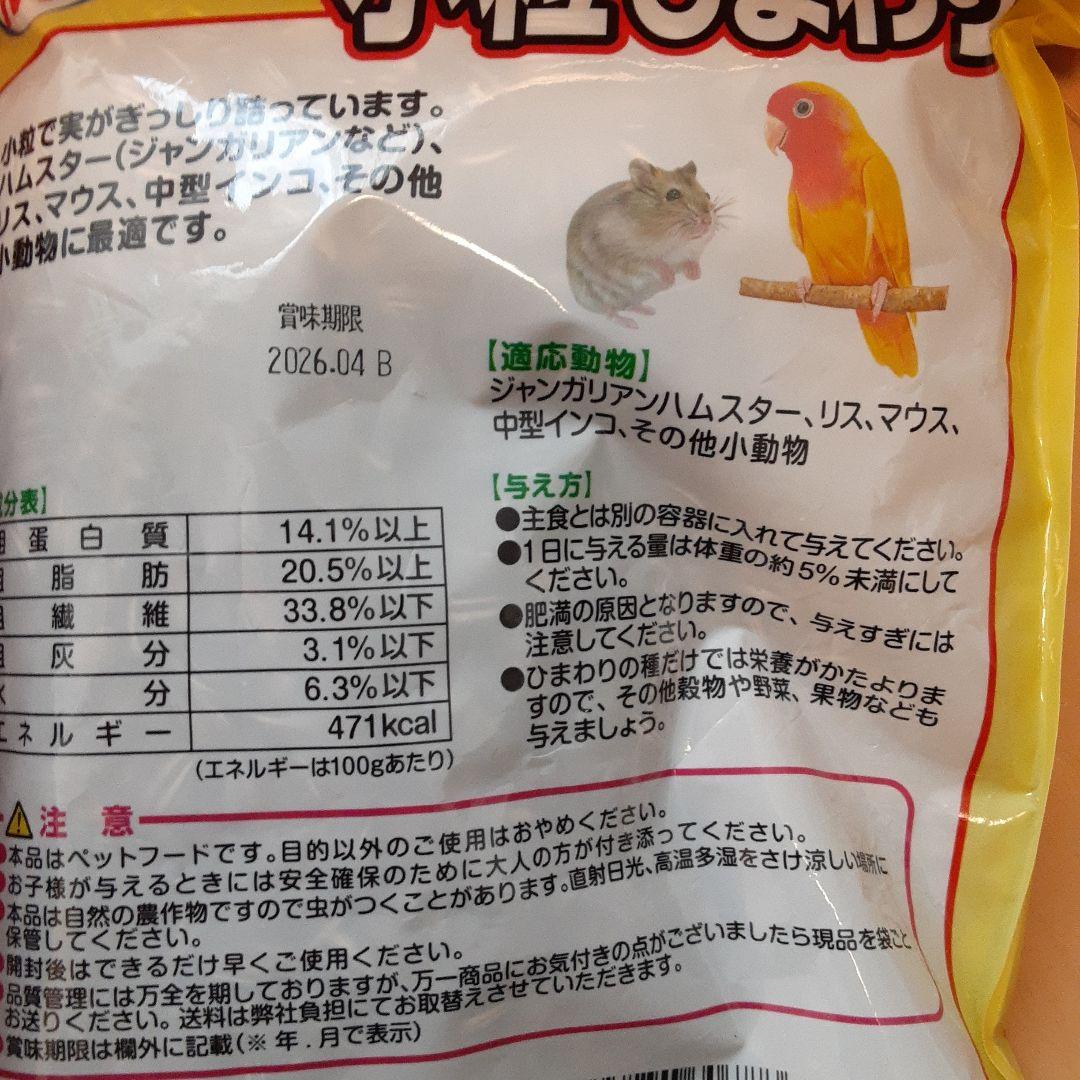 小粒ひまわり
小粒で実がぎっしり詰っています。
ハムスター(ジャンガリアンなど)、
リス、マウス、中型インコ、その他
小動物に最適です。
賞味期限
2026.04 B
【適応動物】
ジャンガリアンハムスター、リス、マウス、
中型インコ、その他小動物
【与え方】
●主食とは別の容器に入れて与えてください。
●1日に与える量は体重の約5%未満にして
ください。
●肥満の原因となりますので、与えすぎには
注意してください。
●ひまわりの種だけでは栄養がかたよりま
すので、その他穀物や野菜、果物なども
与えましょう。
分表】
蛋白質 14.1%以上
脂肪 20.5%以上
繊維 33.8%以下
灰分 3.1%以下
分 6.3%以下
エネルギー 471kcal
(エネルギーは100gあたり)
注意
●本品はペットフードです。目的以外のご使用はおやめください。
●お子様が与えるときには安全確保のために大人の方が付き添ってください。
●本品は自然の農作物ですので虫がつくことがあります。直射日光、高温多湿をさけ涼しい場所に
保管してください。
●開封後はできるだけ早くご使用ください。
●品質管理には万全を期しておりますが、万一商品にお気付きの点がございましたら現品を袋ごと
お送りください。送料は弊社負担にてお取替えさせていただきます。
●賞味期限は欄外に記載(※年.月で表示)